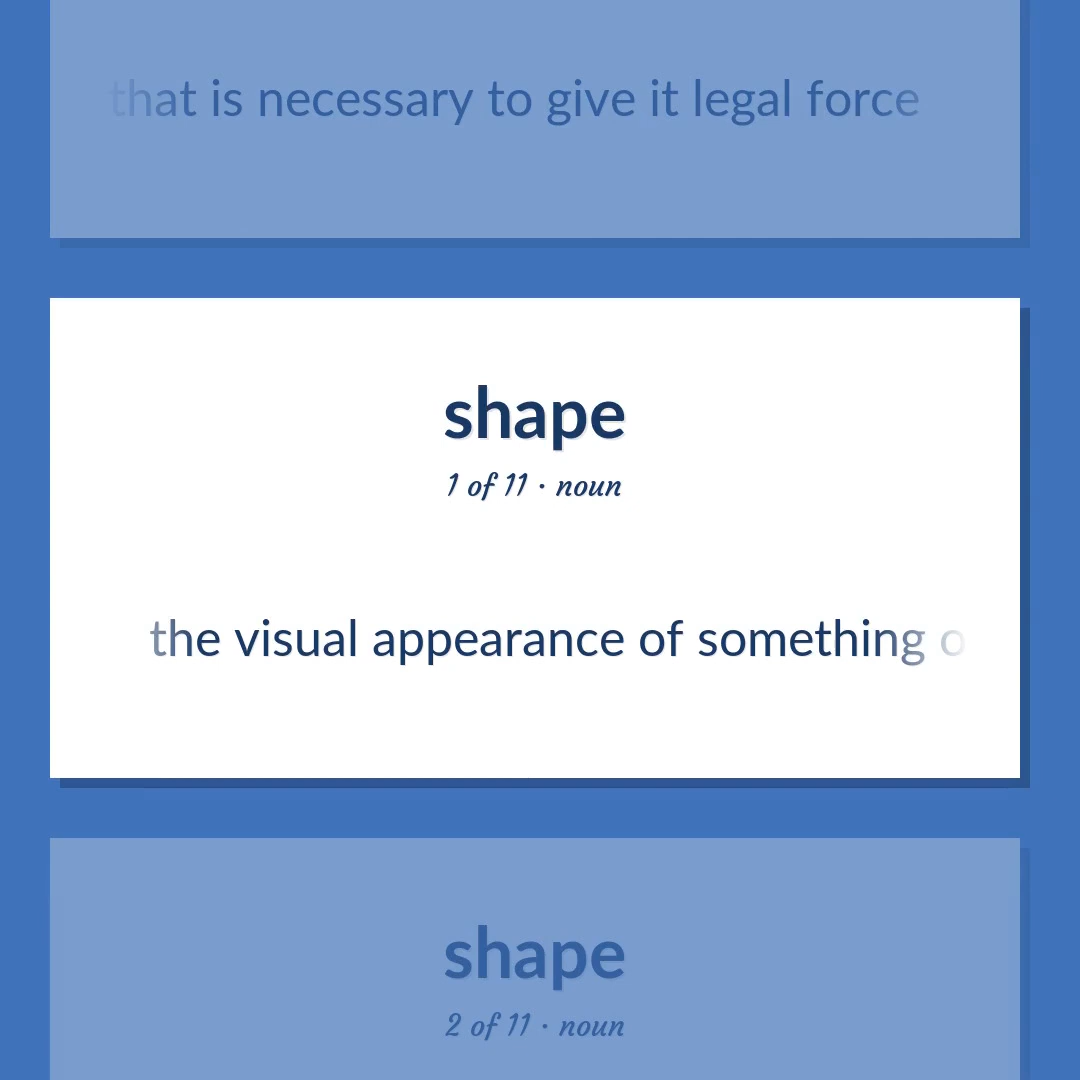 that is necessary to give it legal force
shape
1 of 11 · noun
the visual appearance of something o
shape
2 of 11 · noun